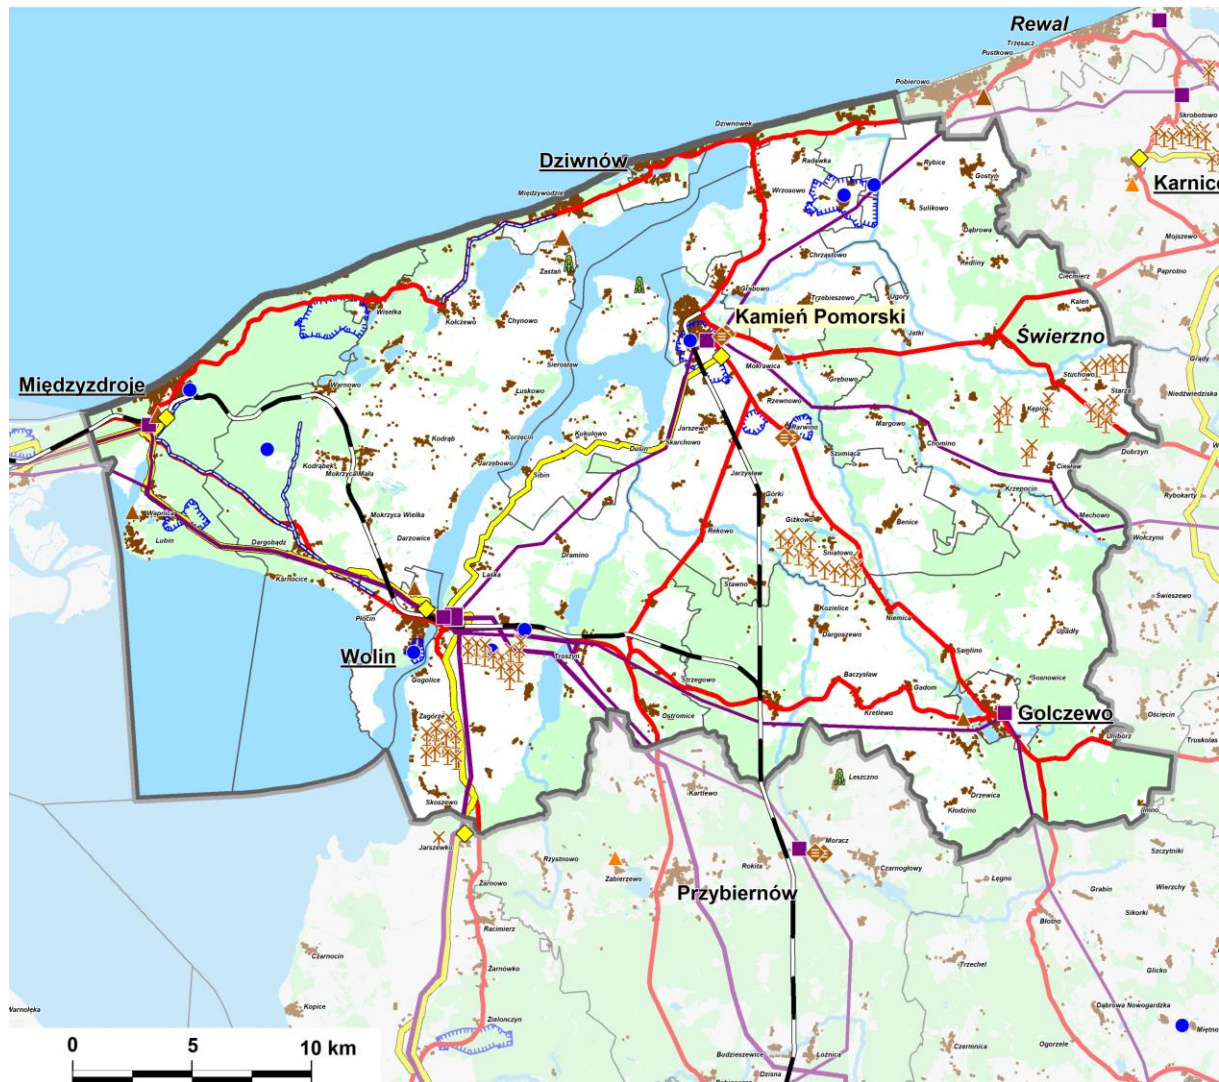 Rewal
Trzęsacz
Pustkowo
Pobierowo
Skrobotowo
Dziwnówek
Dziwnów
Radawka
Rybice
Gostyń
Karnice
Międzywodzie
Wrzosowo
Sulikowo
Dąbrowa
Mojszewo
Zastań
Chrząstowo
Redliny
Ciećmierz
Paprotno
Wisełka
Kołczewo
Chynowo
Grabowo
Trzebieszewo
Ugory
Kaleń
Kamień Pomorski
Jatki
Świerzno
Grądy
Międzyzdroje
Sierosław
Mokrawica
Stuchowo
Warnowo
Luskowo
Grębowo
Starza
Niedźwiedziska
Rzewnowo
Kępica
Kodrąb
Korzęcin
Kukułowo
Jarszewo
Rarwino
Margowo
Skarchowo
Dusin
Chomino
Kodrąbek
Mokrzyca Mała
Jarzębowo
Sibin
Szumiąca
Dobrzyn
Jarzysław
Ciesław
Górki
Krzepocin
Rybokarty
Wapnica
Mokrzyca Wielka
Giżkowo
Benice
Mechowo
Lubin
Dargobądz
Darzowice
Rekowo
Wołczyno
Dramino
Śniatowo
Karnocice
Laska
Stawno
Świeszewo
Płocin
Kozielice
Niemica
Dargoszewo
Upadły
Wolin
Troszyn
Samlino
Gogolice
Strzegowo
Baczysław
Gadom
Sosnowice
Zagórze
Ostromice
Kretlewo
Golczewo
Ościęcin
Unibórz
Truskolas
Leszczno
Skoszewo
Kartlewo
Drzewica
Kłodzino
Imno
Jarszewko
Moracz
Rzystnowo
Rokita
Szczytniki
Zabierzewo
Czarnogłowy
Żarnowo
Łęgno
Przybiernów
Grabin
Wierzchy
Sikorki
Racimierz
Błotno
Czarnocin
Trzechel
Żarnówko
Glicko
Warnołęka
Kopice
Dąbrowa Nowogardzka
Zielonczyn
Miętno
0 5 10 km
Czermnica
Ogorzele
Budzieszewice
Łoźnica
Dzisna